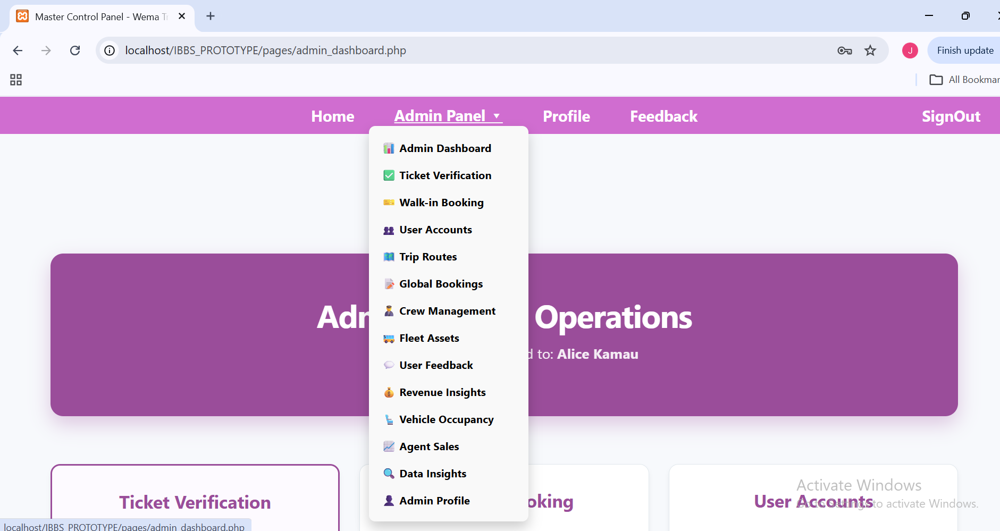 Master Control Panel - Wema Tr
localhost/IBBS_PROTOTYPE/pages/admin_dashboard.php
J
Finish update
All Bookmar
Home
Admin Panel ▼
Profile
Feedback
SignOut
Admin Dashboard
Ticket Verification
Walk-in Booking
User Accounts
Trip Routes
Global Bookings
Crew Management
Fleet Assets
User Feedback
Revenue Insights
Vehicle Occupancy
Agent Sales
Data Insights
Admin Profile
Operations
to: Alice Kamau
Ticket Verification
oking
User Accounts
Activate Windows
Go to Settings to activate Windows.
localhost/IBBS_PROTOTYPE/pages/admin_dashboard.php